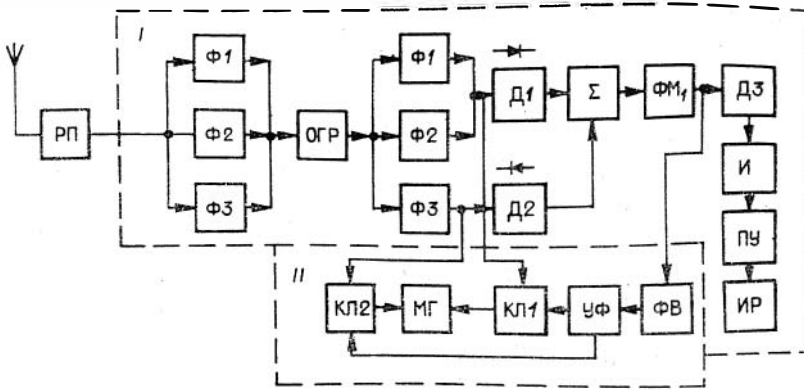 I
Ф1 Ф1
Д1 Σ ФМ₁ Д3
РП Ф2 ОГР Ф2
И
Ф3 Ф3 Д2
ПУ
II
КЛ2 МГ КЛ1 УФ ФВ ИР